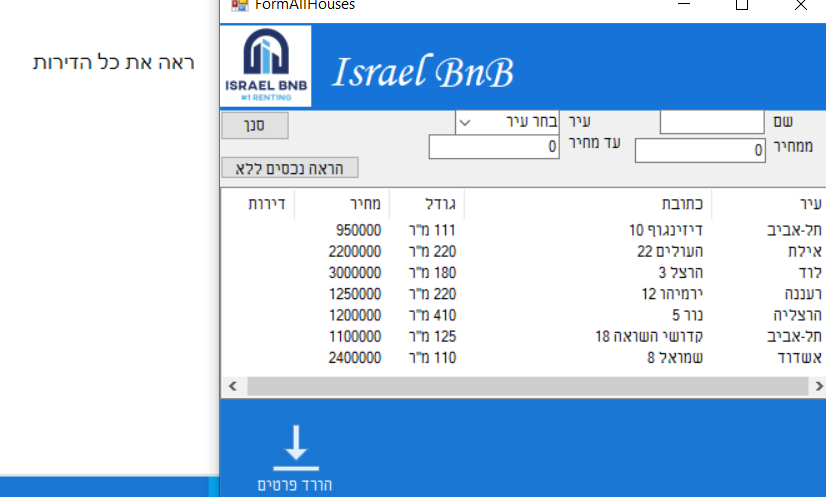 FormAllHouses
ראה את כל הדירות
ISRAEL BNB
#1 RENTING
Israel BnB
שם
עיר בחר עיר
סנן
ממחיר 0
עד מחיר 0
הראה נכסים ללא
עיר כתובת גודל מחיר דירות
תל-אביב דיזינגוף 10 111 מ"ר 950000
אילת העולים 22 220 מ"ר 2200000
לוד הרצל 3 180 מ"ר 3000000
רעננה ירמיהו 12 220 מ"ר 1250000
הרצליה נור 5 410 מ"ר 1200000
תל-אביב קדושי השואה 18 125 מ"ר 1100000
אשדוד שמואל 8 110 מ"ר 2400000
הורד פרטים